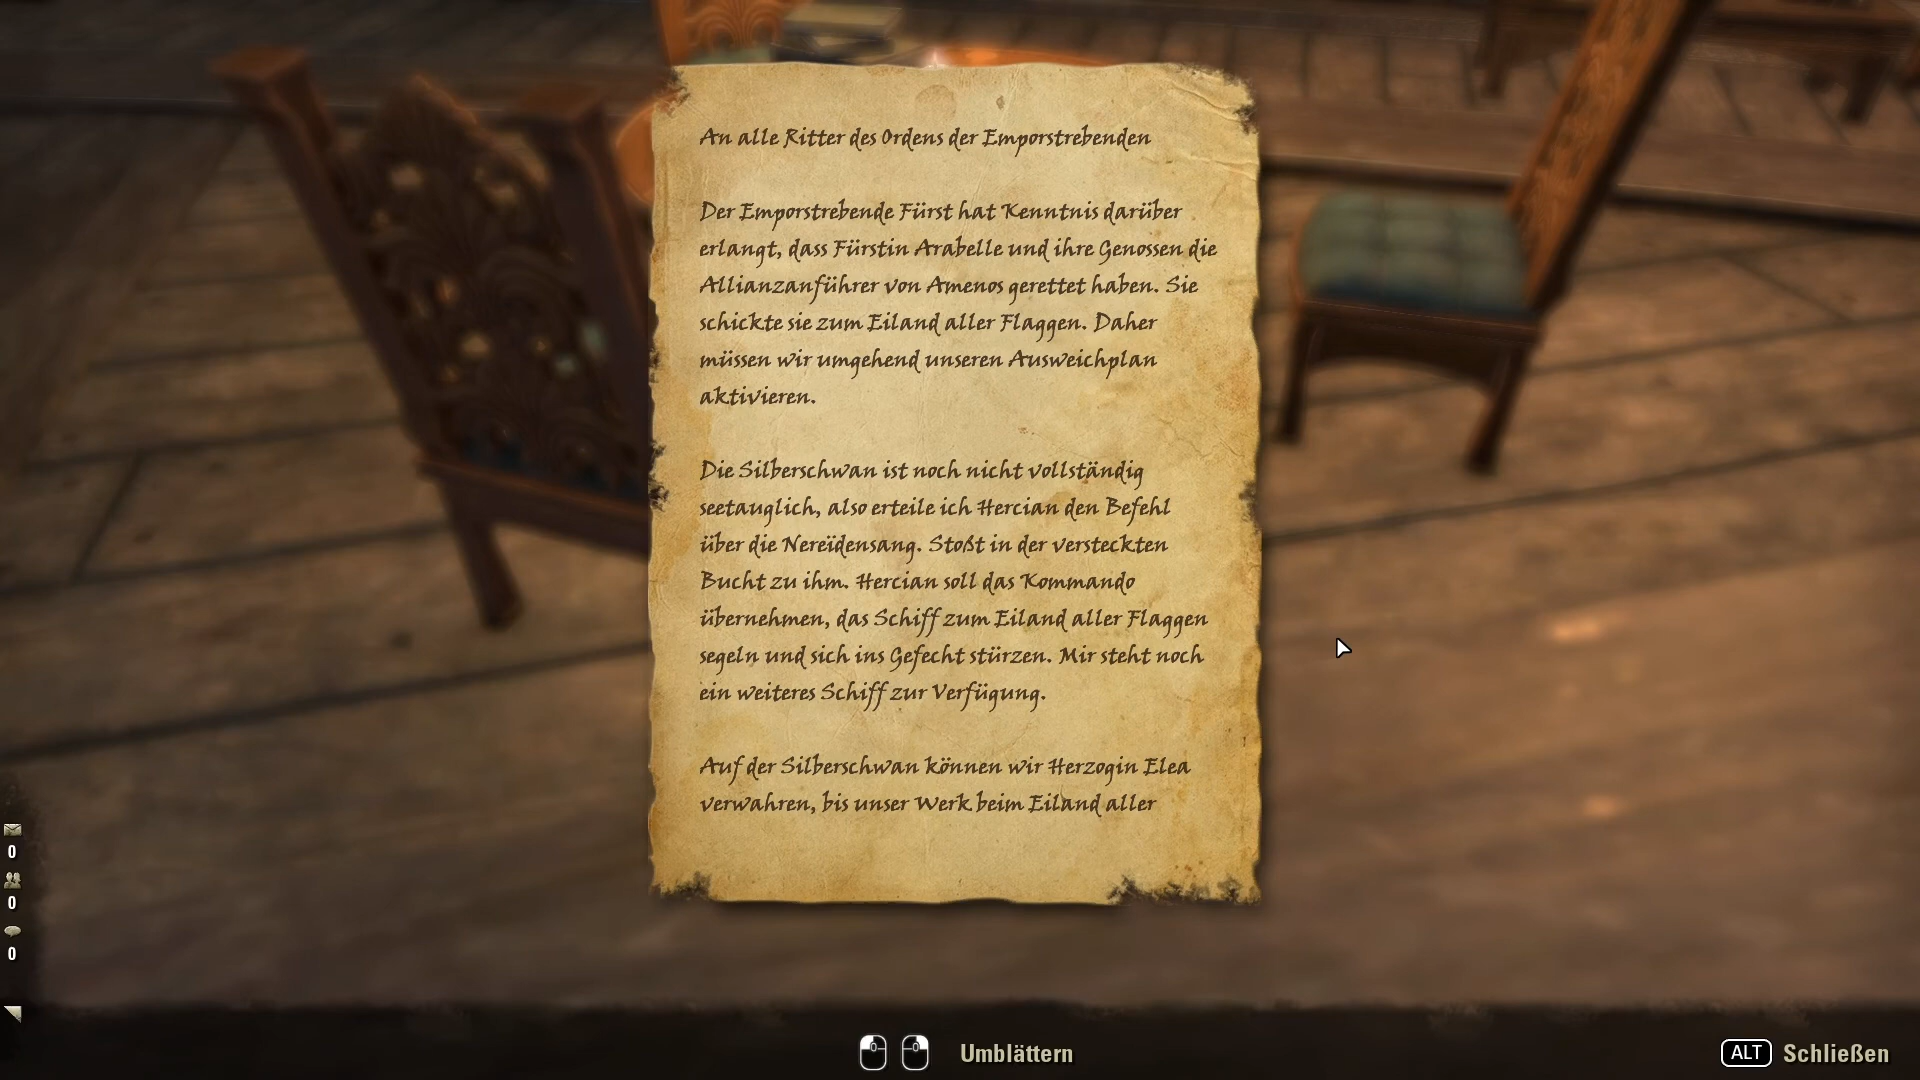 An alle Ritter des Ordens der Emporstrebenden
Der Emporstrebende Fürst hat Kenntnis darüber
erlangt, dass Fürstin Arabelle und ihre Genossen die
Allianzanführer von Amenos gerettet haben. Sie
schickte sie zum Eiland aller Flaggen. Daher
müssen wir umgehend unseren Ausweichplan
aktivieren.
Die Silberschwan ist noch nicht vollständig
seetauglich, also erteile ich Hercian den Befehl
über die Nereïdensang. Stoßt in der versteckten
Bucht zu ihm. Hercian soll das Kommando
übernehmen, das Schiff zum Eiland aller Flaggen
segeln und sich ins Gefecht stürzen. Mir steht noch
ein weiteres Schiff zur Verfügung.
Auf der Silberschwan können wir Herzogin Elea
verwahren, bis unser Werk beim Eiland aller
0
0
0
Umblättern
ALT Schließen